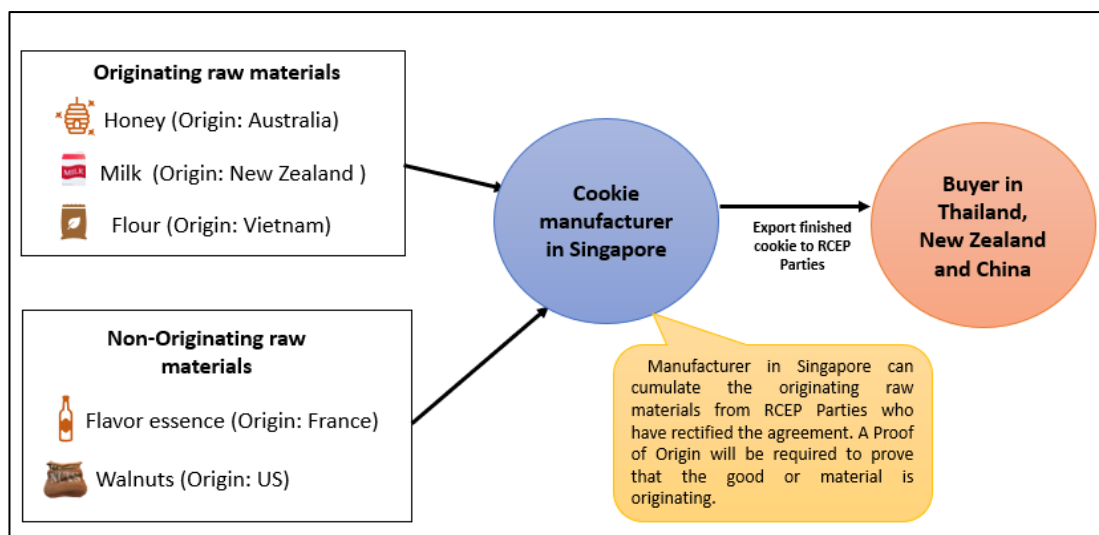 Originating raw materials
Honey (Origin: Australia)
MILK
Milk (Origin: New Zealand )
Flour (Origin: Vietnam)
Non-Originating raw
materials
Flavor essence (Origin: France)
Walnuts (Origin: US)
Cookie
manufacturer
in Singapore
Export finished
cookie to RCEP
Parties
Buyer in
Thailand,
New Zealand
and China
Manufacturer in Singapore can
cumulate the originating raw
materials from RCEP Parties who
have rectified the agreement. A Proof
of Origin will be required to prove
that the good or material is
originating.